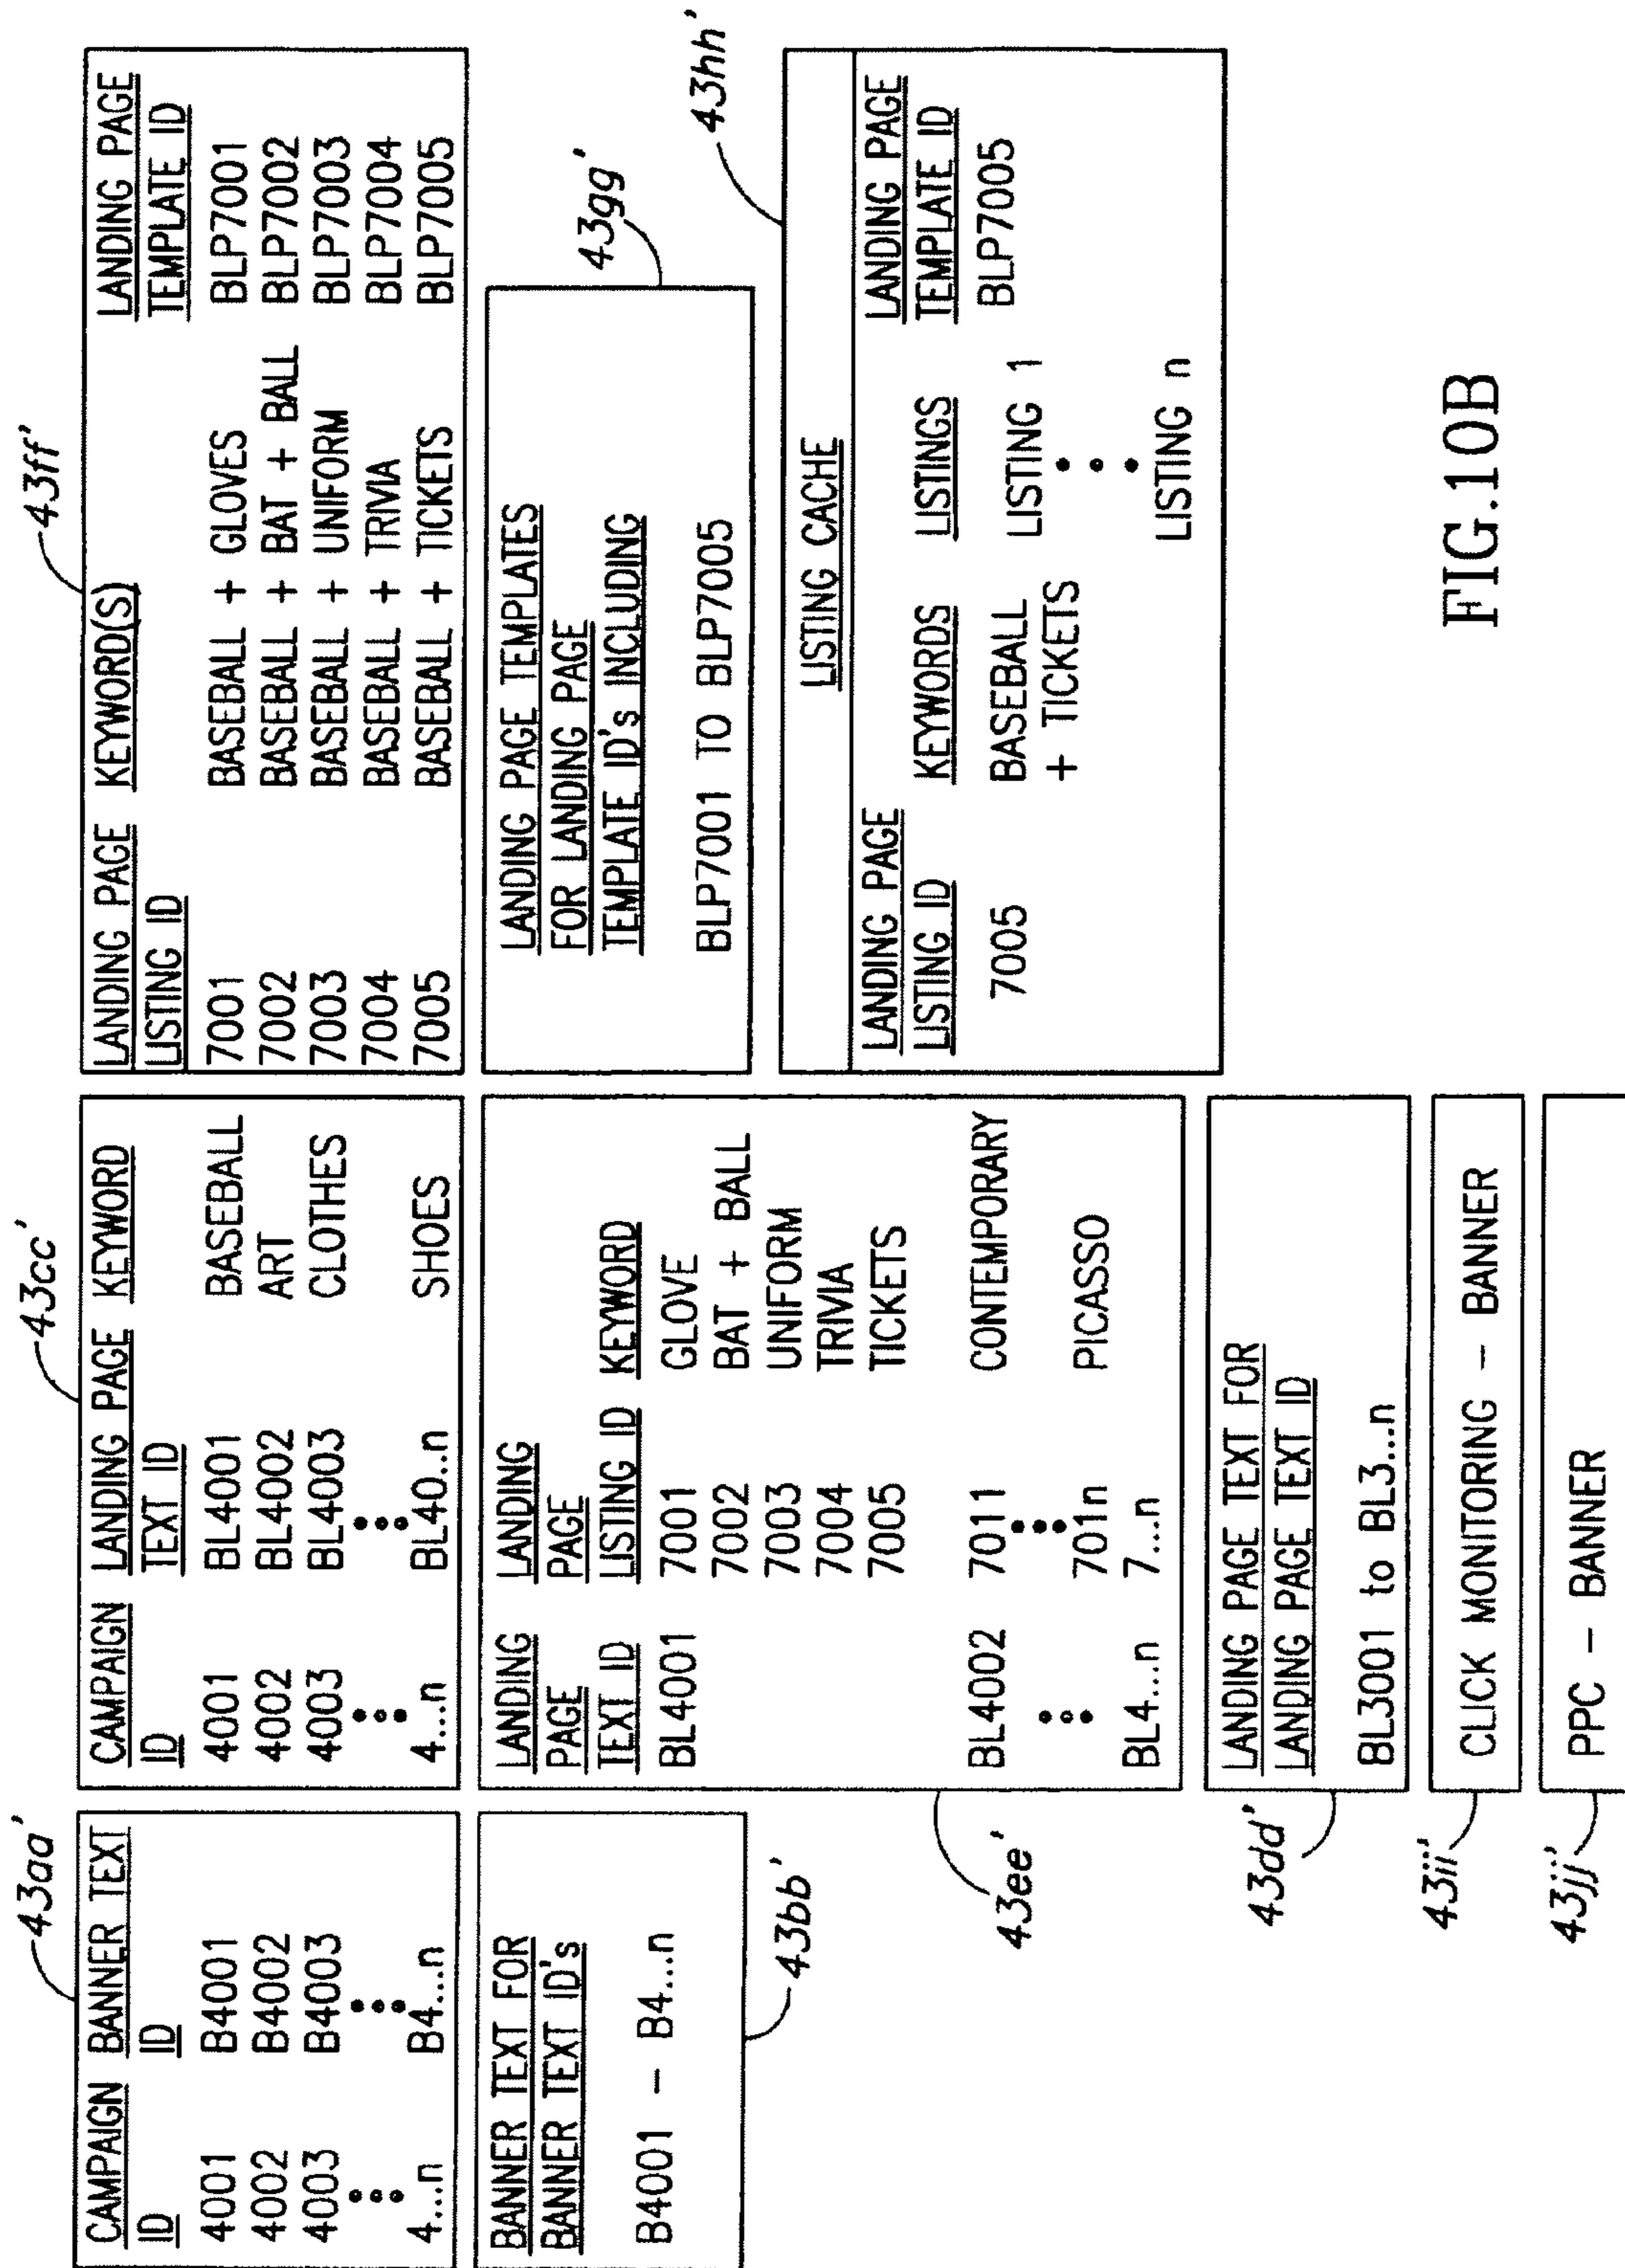 43aa'
CAMPAIGN BANNER TEXT
ID ID
4001 B4001
4002 B4002
4003 B4003
4...n B4...n
BANNER TEXT FOR
BANNER TEXT ID's
B4001 – B4...n
43bb'
43cc'
CAMPAIGN LANDING PAGE KEYWORD
ID TEXT ID
4001 BL4001 BASEBALL
4002 BL4002 ART
4003 BL4003 CLOTHES
4...n BL40..n SHOES
LANDING LANDING
PAGE PAGE
TEXT ID LISTING ID KEYWORD
BL4001 7001 GLOVE
7002 BAT + BALL
7003 UNIFORM
7004 TRIVIA
7005 TICKETS
BL4002 7011 CONTEMPORARY
701n PICASSO
BL4...n 7...n
43ee'
LANDING PAGE TEXT FOR
LANDING PAGE TEXT ID
BL3001 to BL3...n
43dd'
CLICK MONITORING – BANNER
43ii'
PPC – BANNER
43jj'
43ff'
LANDING PAGE KEYWORD(S) LANDING PAGE
LISTING ID TEMPLATE ID
7001 BASEBALL + GLOVES BLP7001
7002 BASEBALL + BAT + BALL BLP7002
7003 BASEBALL + UNIFORM BLP7003
7004 BASEBALL + TRIVIA BLP7004
7005 BASEBALL + TICKETS BLP7005
43gg'
LANDING PAGE TEMPLATES
FOR LANDING PAGE
TEMPLATE ID's INCLUDING
BLP7001 TO BLP7005
43hh'
LISTING CACHE
LANDING PAGE LANDING PAGE
LISTING ID KEYWORDS LISTINGS TEMPLATE ID
7005 BASEBALL LISTING 1 BLP7005
+ TICKETS
LISTING n
FIG.10B